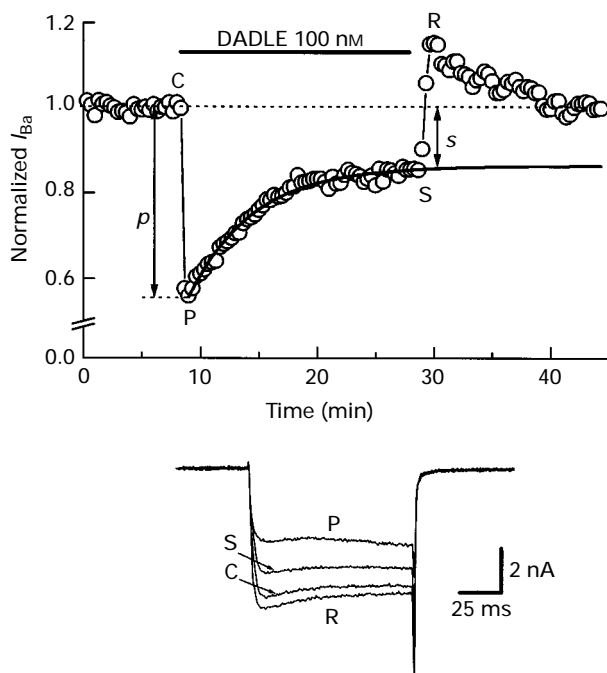 1.2
R
DADLE 100 nM
C
1.0
s
Normalized I_Ba
0.8
S
p
0.6
P
0.0
0 10 20 30 40
Time (min)
P
S
C
2 nA
R
25 ms